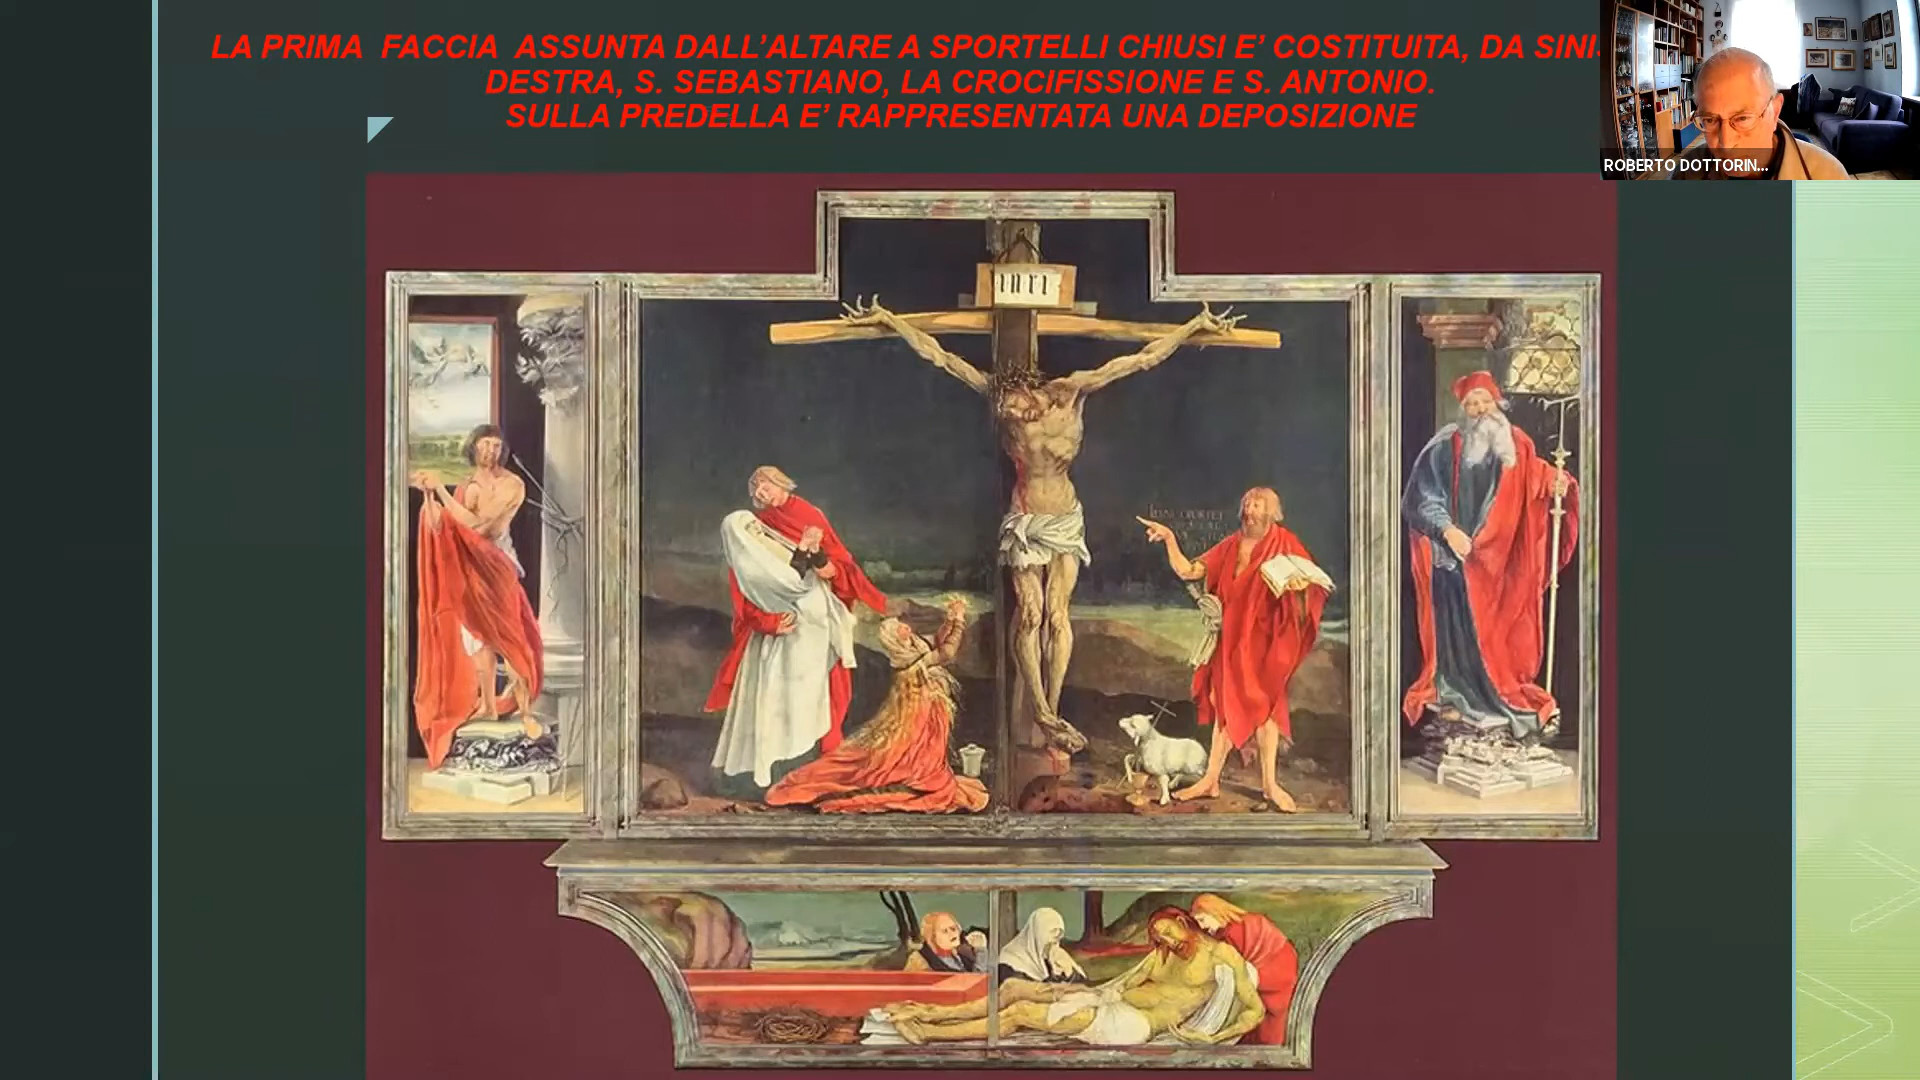 LA PRIMA FACCIA ASSUNTA DALL’ALTARE A SPORTELLI CHIUSI E’ COSTITUITA, DA
DESTRA, S. SEBASTIANO, LA CROCIFISSIONE E S. ANTONIO.
SULLA PREDELLA E’ RAPPRESENTATA UNA DEPOSIZIONE
ROBERTO DOTTORIN...
INRI